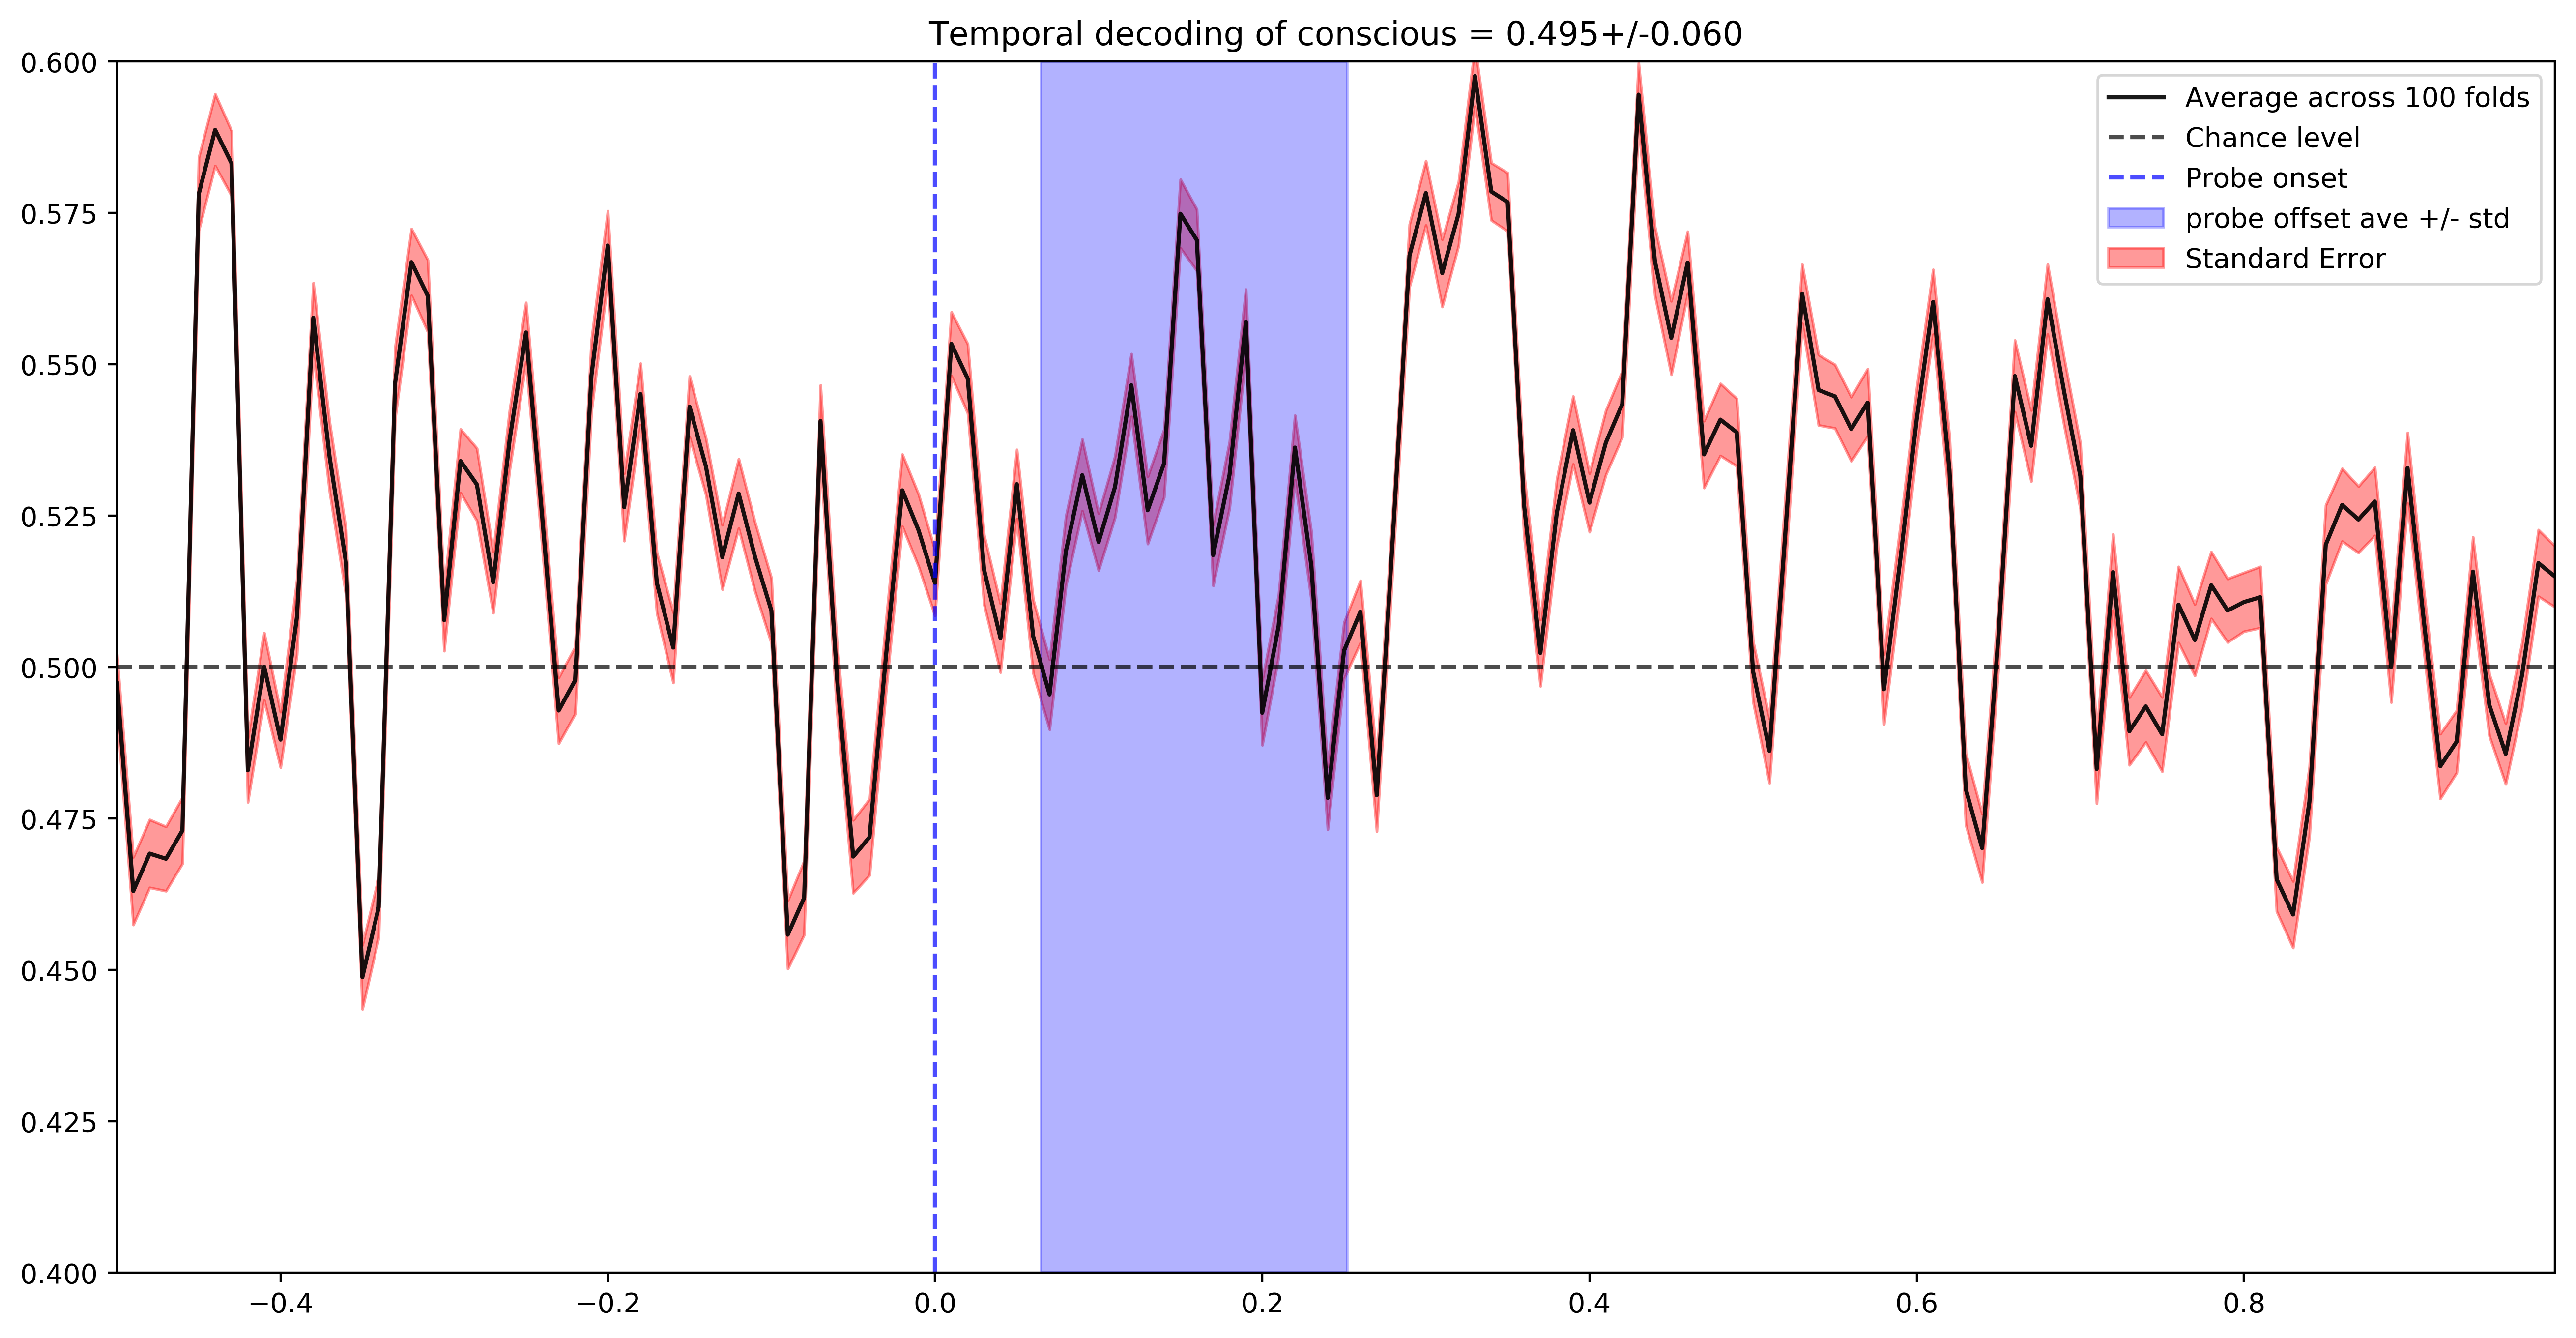 Temporal decoding of conscious = 0.495+/-0.060
0.600
0.575
0.550
0.525
0.500
0.475
0.450
0.425
0.400
−0.4
−0.2
0.0
0.2
0.4
0.6
0.8
Average across 100 folds
Chance level
Probe onset
probe offset ave +/- std
Standard Error